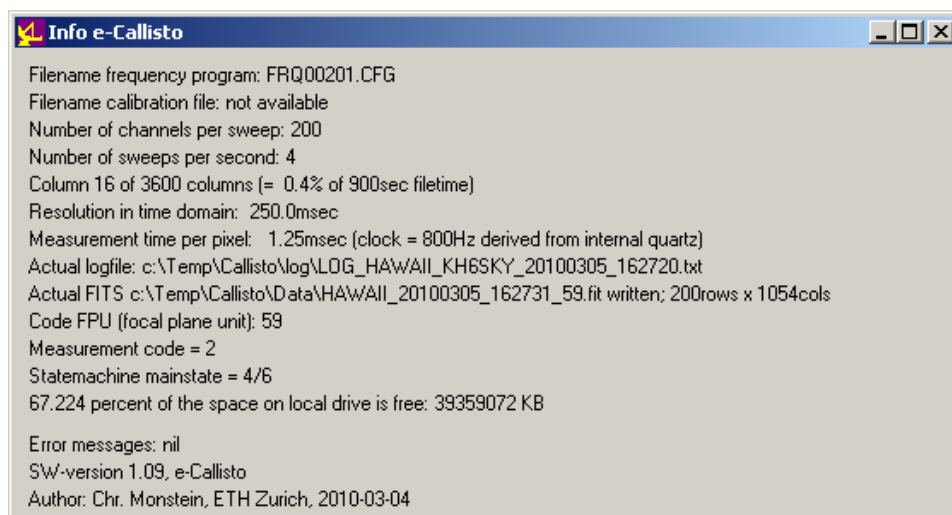 Info e-Callisto
Filename frequency program: FRQ00201.CFG
Filename calibration file: not available
Number of channels per sweep: 200
Number of sweeps per second: 4
Column 16 of 3600 columns (=  0.4% of 900sec filetime)
Resolution in time domain:  250.0msec
Measurement time per pixel:   1.25msec (clock = 800Hz derived from internal quartz)
Actual logfile: c:\Temp\Callisto\log\LOG_HAWAII_KH6SKY_20100305_162720.txt
Actual FITS c:\Temp\Callisto\Data\HAWAII_20100305_162731_59.fit written; 200rows x 1054cols
Code FPU (focal plane unit): 59
Measurement code = 2
Statemachine mainstate = 4/6
67.224 percent of the space on local drive is free: 39359072 KB
Error messages: nil
SW-version 1.09, e-Callisto
Author: Chr. Monstein, ETH Zurich, 2010-03-04